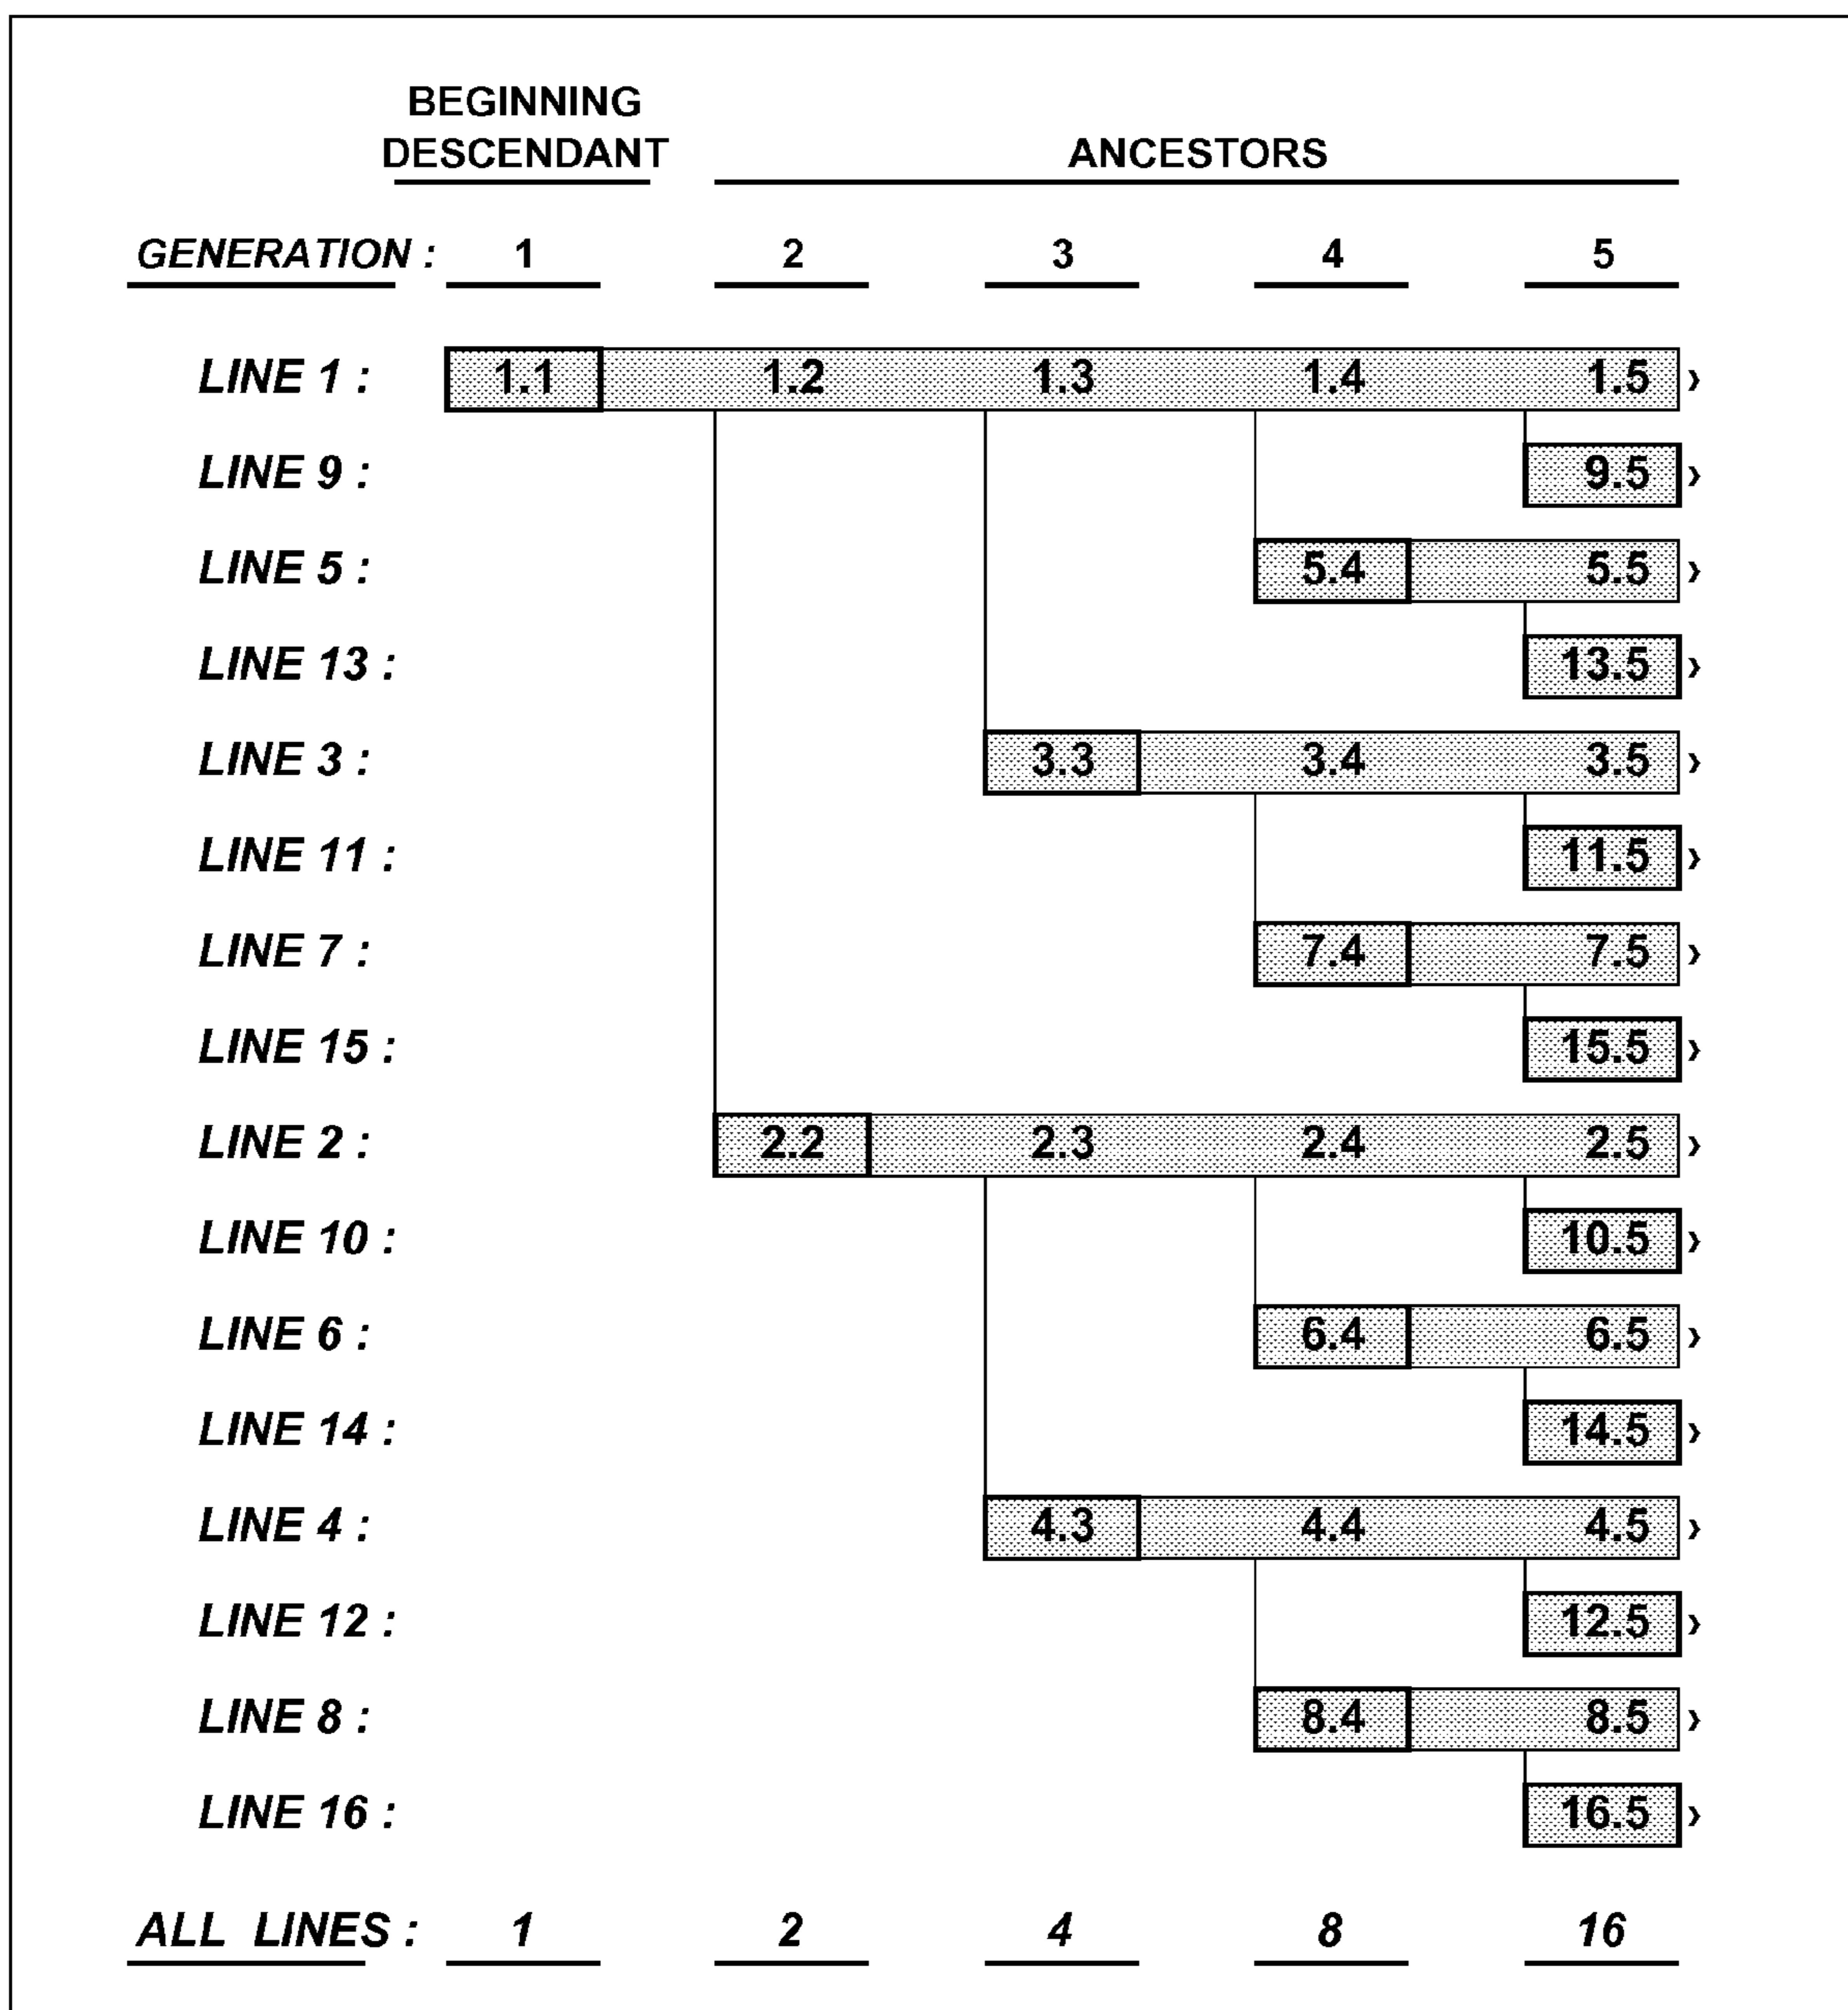 BEGINNING
DESCENDANT ANCESTORS
GENERATION : 1 2 3 4 5
LINE 1 : 1.1 1.2 1.3 1.4 1.5 ›
LINE 9 : 9.5 ›
LINE 5 : 5.4 5.5 ›
LINE 13 : 13.5 ›
LINE 3 : 3.3 3.4 3.5 ›
LINE 11 : 11.5 ›
LINE 7 : 7.4 7.5 ›
LINE 15 : 15.5 ›
LINE 2 : 2.2 2.3 2.4 2.5 ›
LINE 10 : 10.5 ›
LINE 6 : 6.4 6.5 ›
LINE 14 : 14.5 ›
LINE 4 : 4.3 4.4 4.5 ›
LINE 12 : 12.5 ›
LINE 8 : 8.4 8.5 ›
LINE 16 : 16.5 ›
ALL LINES : 1 2 4 8 16